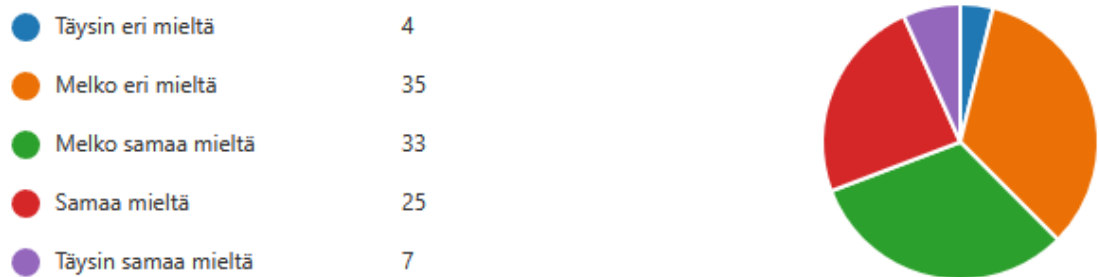 Täysin eri mieltä 4
Melko eri mieltä 35
Melko samaa mieltä 33
Samaa mieltä 25
Täysin samaa mieltä 7